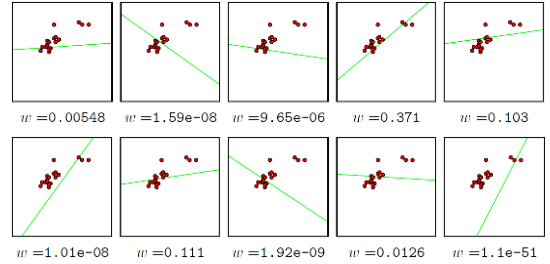 w =0.00548 w =1.59e-08 w =9.65e-06 w =0.371 w =0.103
w =1.01e-08 w =0.111 w =1.92e-09 w =0.0126 w =1.1e-51